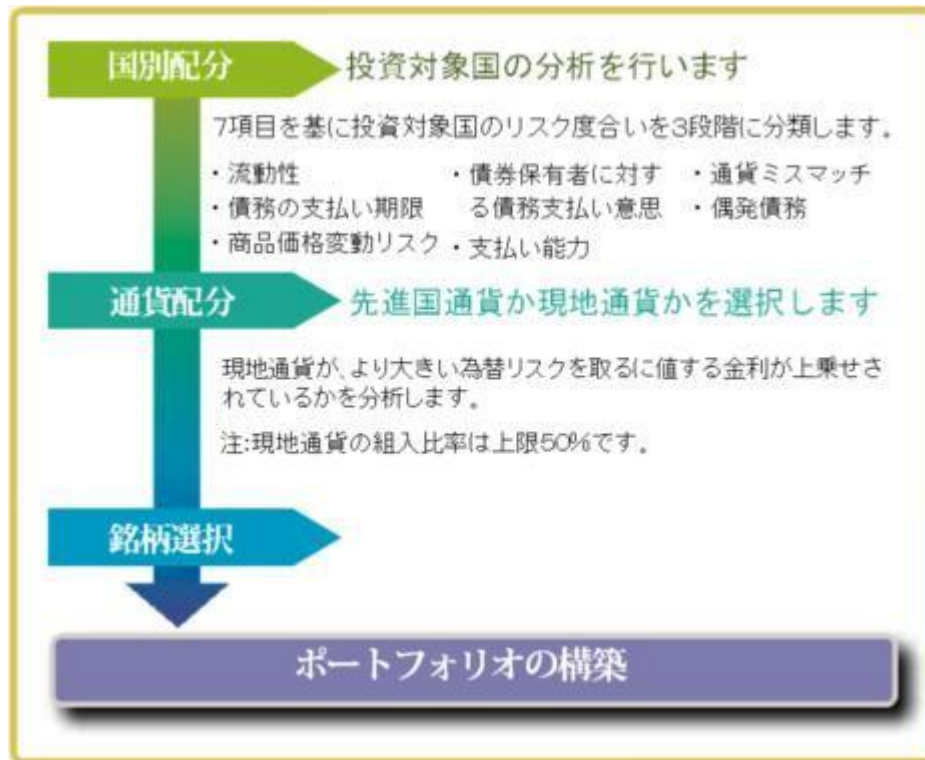 国別配分
投資対象国の分析を行います
7項目を基に投資対象国のリスク度合いを3段階に分類します。
・流動性
・債務の支払い期限
・商品価格変動リスク
・債券保有者に対す
る債務支払い意思
・支払い能力
・通貨ミスマッチ
・偶発債務
通貨配分
先進国通貨か現地通貨かを選択します
現地通貨が、より大きい為替リスクを取るに値する金利が上乗せさ
れているかを分析します。
注:現地通貨の組入比率は上限50%です。
銘柄選択
ポートフォリオの構築